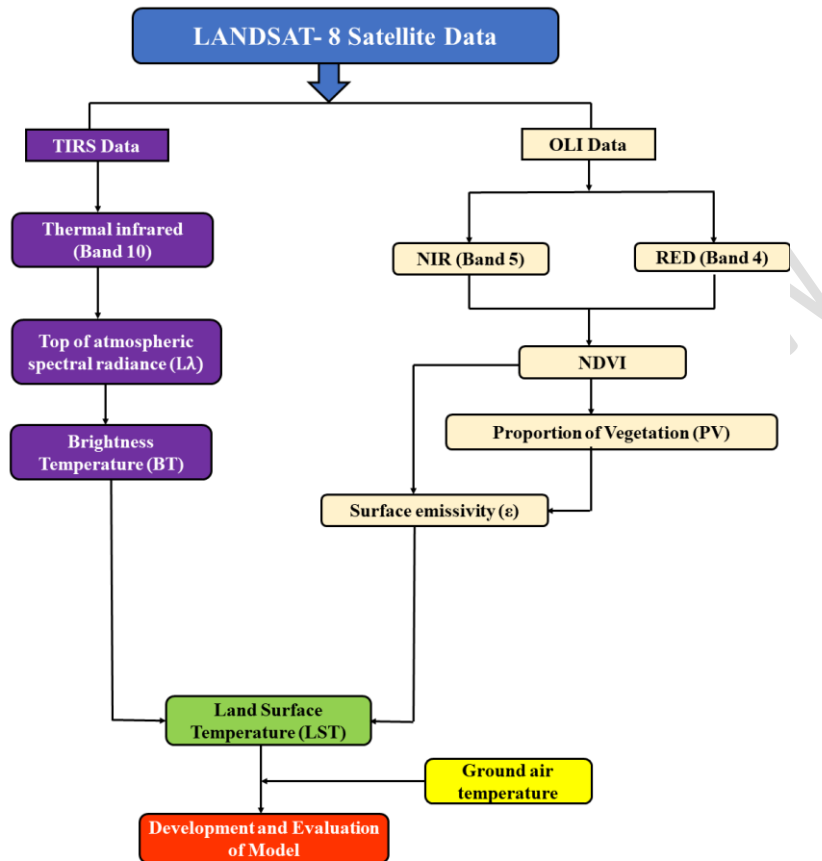 LANDSAT- 8 Satellite Data
TIRS Data
OLI Data
Thermal infrared
(Band 10)
NIR (Band 5)
RED (Band 4)
Top of atmospheric
spectral radiance (Lλ)
NDVI
Brightness
Temperature (BT)
Proportion of Vegetation (PV)
Surface emissivity (ε)
Land Surface
Temperature (LST)
Ground air
temperature
Development and Evaluation
of Model